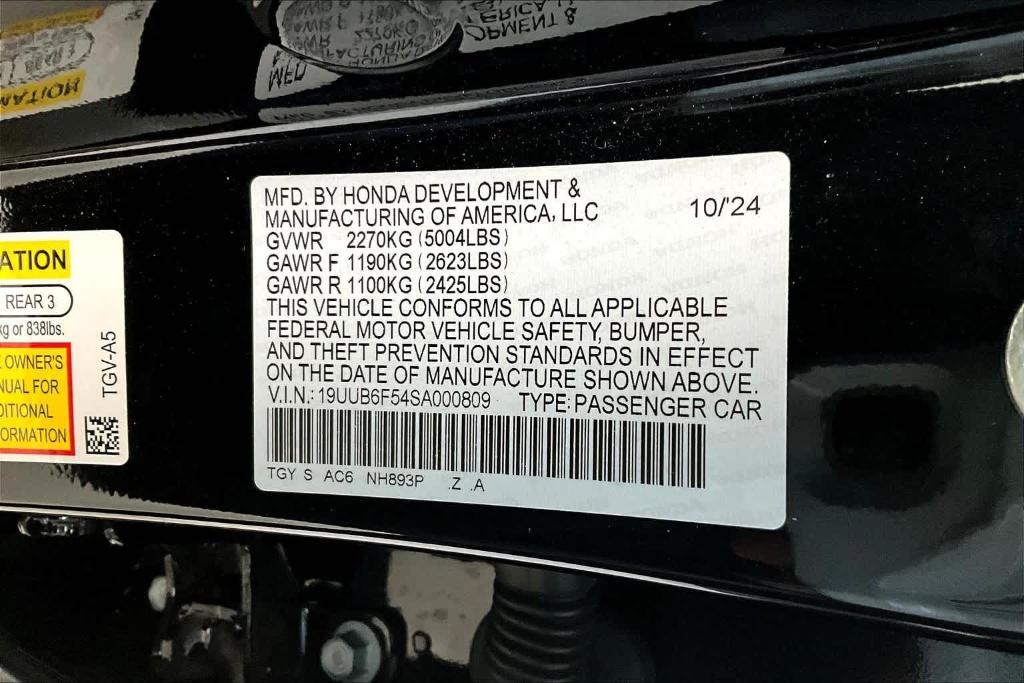 MFD. BY HONDA DEVELOPMENT &
MANUFACTURING OF AMERICA, LLC
10/'24
GVWR 2270KG (5004LBS)
GAWR F 1190KG (2623LBS)
GAWR R 1100KG (2425LBS)
THIS VEHICLE CONFORMS TO ALL APPLICABLE
FEDERAL MOTOR VEHICLE SAFETY, BUMPER,
AND THEFT PREVENTION STANDARDS IN EFFECT
ON THE DATE OF MANUFACTURE SHOWN ABOVE.
V.I.N.: 19UUB6F54SA000809 TYPE: PASSENGER CAR
TGY S AC6 NH893P .Z .A
ATION
REAR 3
kg or 838lbs.
OWNER'S
NUAL FOR
DITIONAL
FORMATION
TGV-A5